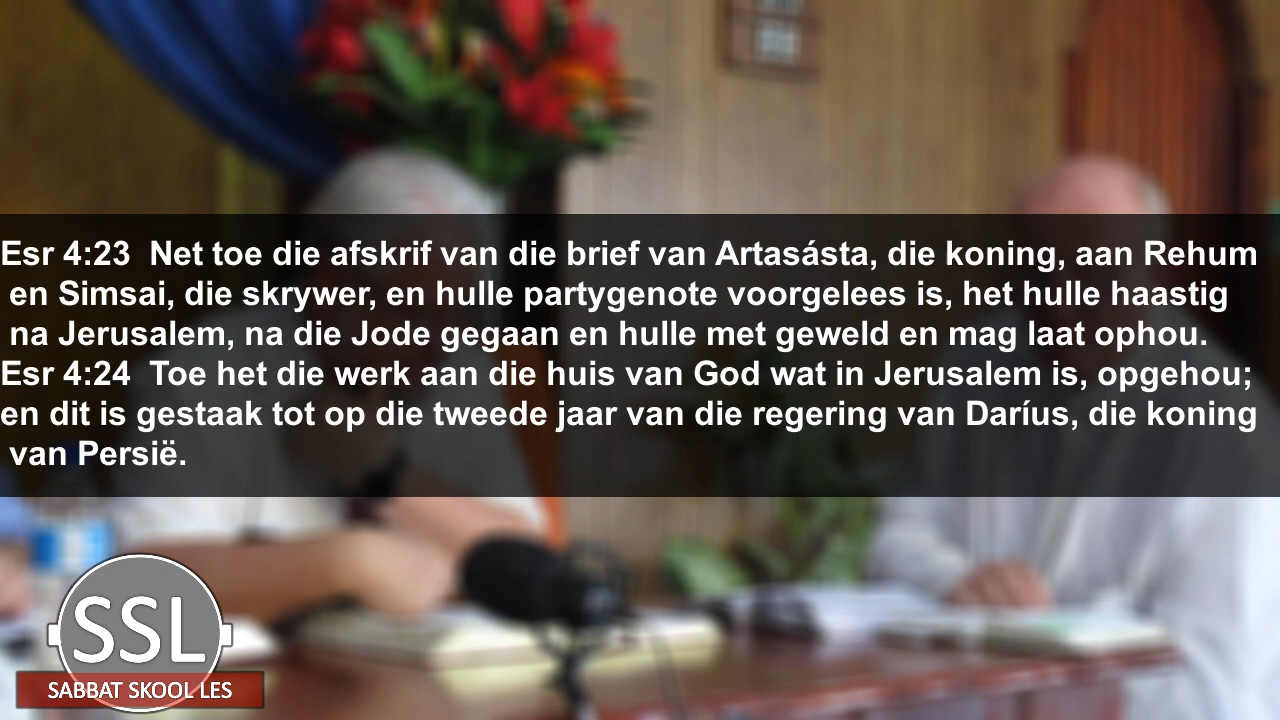 Esr 4:23  Net toe die afskrif van die brief van Artasásta, die koning, aan Rehum
en Simsai, die skrywer, en hulle partygenote voorgelees is, het hulle haastig
na Jerusalem, na die Jode gegaan en hulle met geweld en mag laat ophou.
Esr 4:24  Toe het die werk aan die huis van God wat in Jerusalem is, opgehou;
en dit is gestaak tot op die tweede jaar van die regering van Daríus, die koning
van Persië.
SSL
SABBAT SKOOL LES